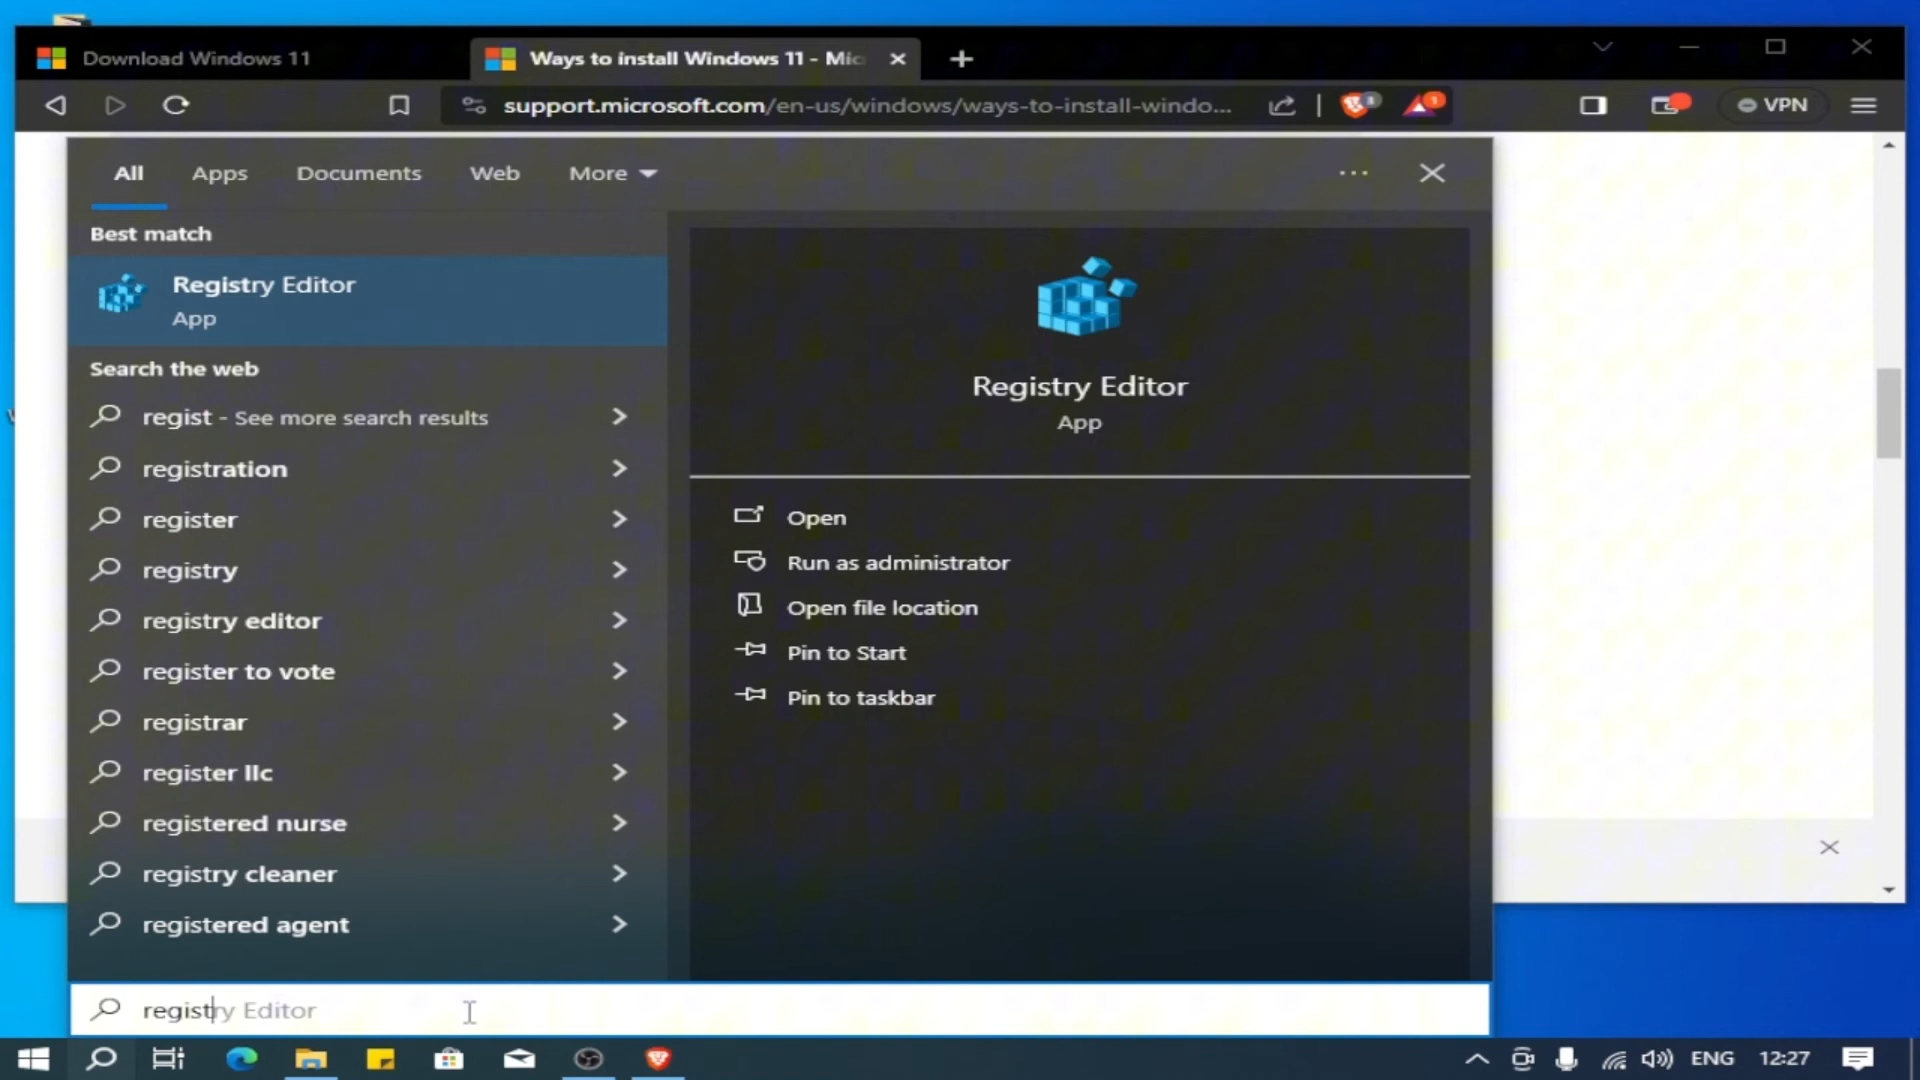 Download Windows 11
Ways to install Windows 11 - Mic
support.microsoft.com/en-us/windows/ways-to-install-windo...
1
VPN
All
Apps
Documents
Web
More
Best match
Registry Editor
App
Search the web
regist - See more search results
registration
register
registry
registry editor
register to vote
registrar
register llc
registered nurse
registry cleaner
registered agent
Registry Editor
App
Open
Run as administrator
Open file location
Pin to Start
Pin to taskbar
registry Editor
ENG
12:27